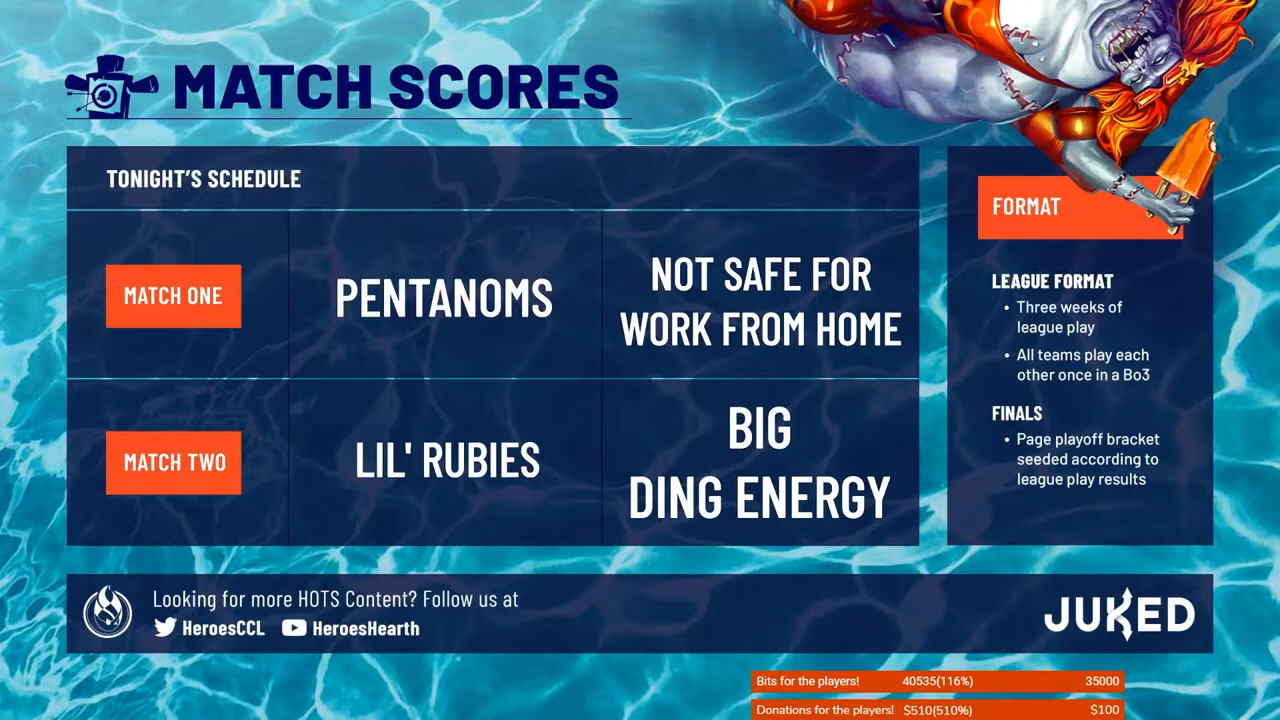 MATCH SCORES
TONIGHT'S SCHEDULE
MATCH ONE
PENTANOMS
NOT SAFE FOR
WORK FROM HOME
MATCH TWO
LIL' RUBIES
BIG
DING ENERGY
FORMAT
LEAGUE FORMAT
• Three weeks of
league play
• All teams play each
other once in a Bo3
FINALS
• Page playoff bracket
seeded according to
league play results
Looking for more HOTS Content? Follow us at
HeroesCCL HeroesHearth
JUKED
Bits for the players! 40535(116%) 35000
Donations for the players! $510(510%) $100